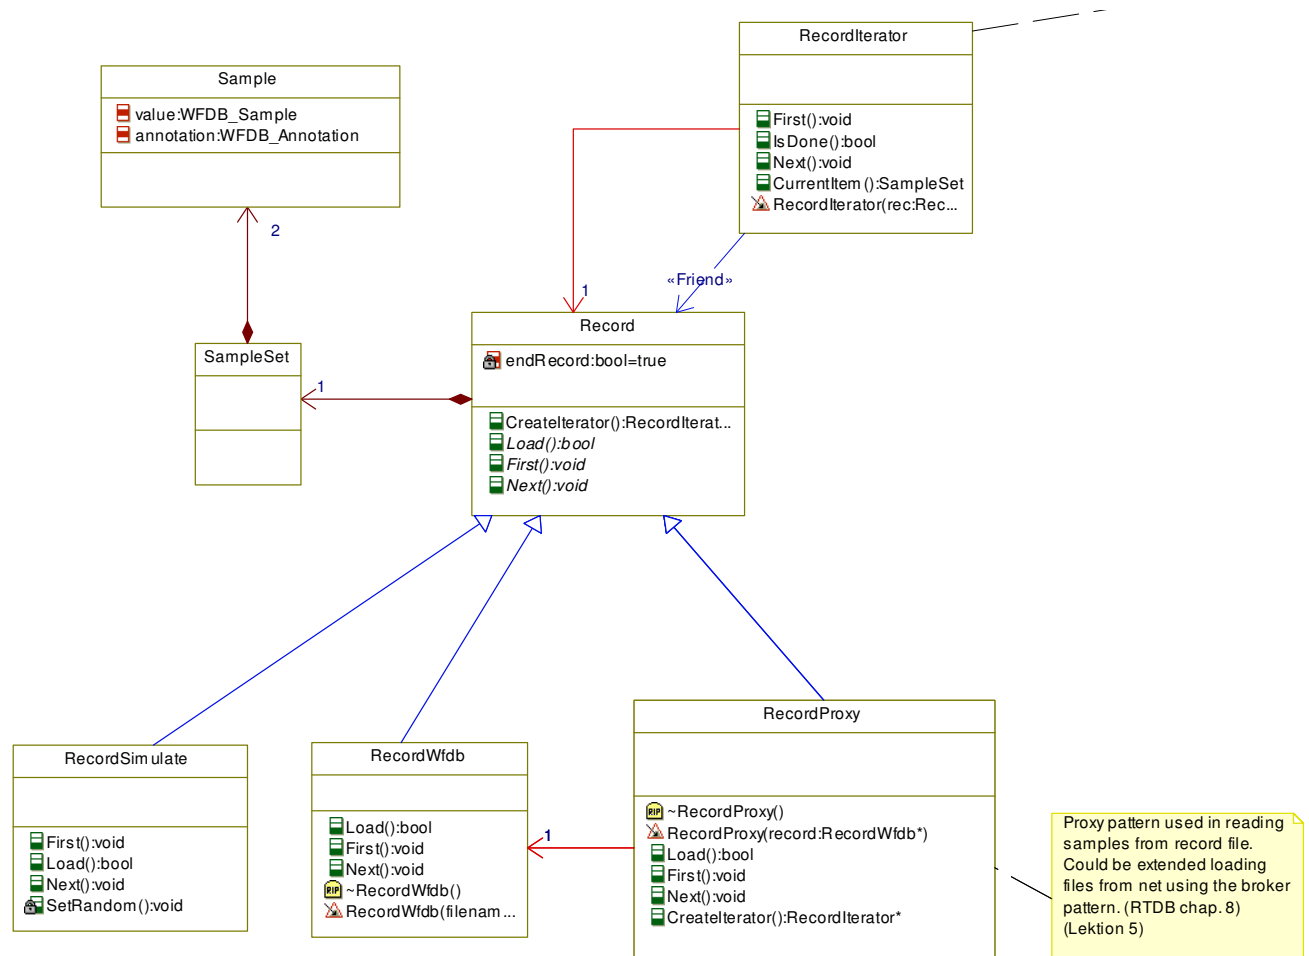 RecordIterator
First():void
IsDone():bool
Next():void
CurrentItem():SampleSet
RecordIterator(rec:Rec...
Sample
value:WFDB_Sample
annotation:WFDB_Annotation
2
«Friend»
1
Record
endRecord:bool=true
CreateIterator():RecordIterat...
Load():bool
First():void
Next():void
SampleSet
1
RecordSimulate
First():void
Load():bool
Next():void
SetRandom():void
RecordWfdb
Load():bool
First():void
Next():void
RIP ~RecordWfdb()
RecordWfdb(filenam...
1
RecordProxy
RIP ~RecordProxy()
RecordProxy(record:RecordWfdb*)
Load():bool
First():void
Next():void
CreateIterator():RecordIterator*
Proxy pattern used in reading
samples from record file.
Could be extended loading
files from net using the broker
pattern. (RTDB chap. 8)
(Lektion 5)